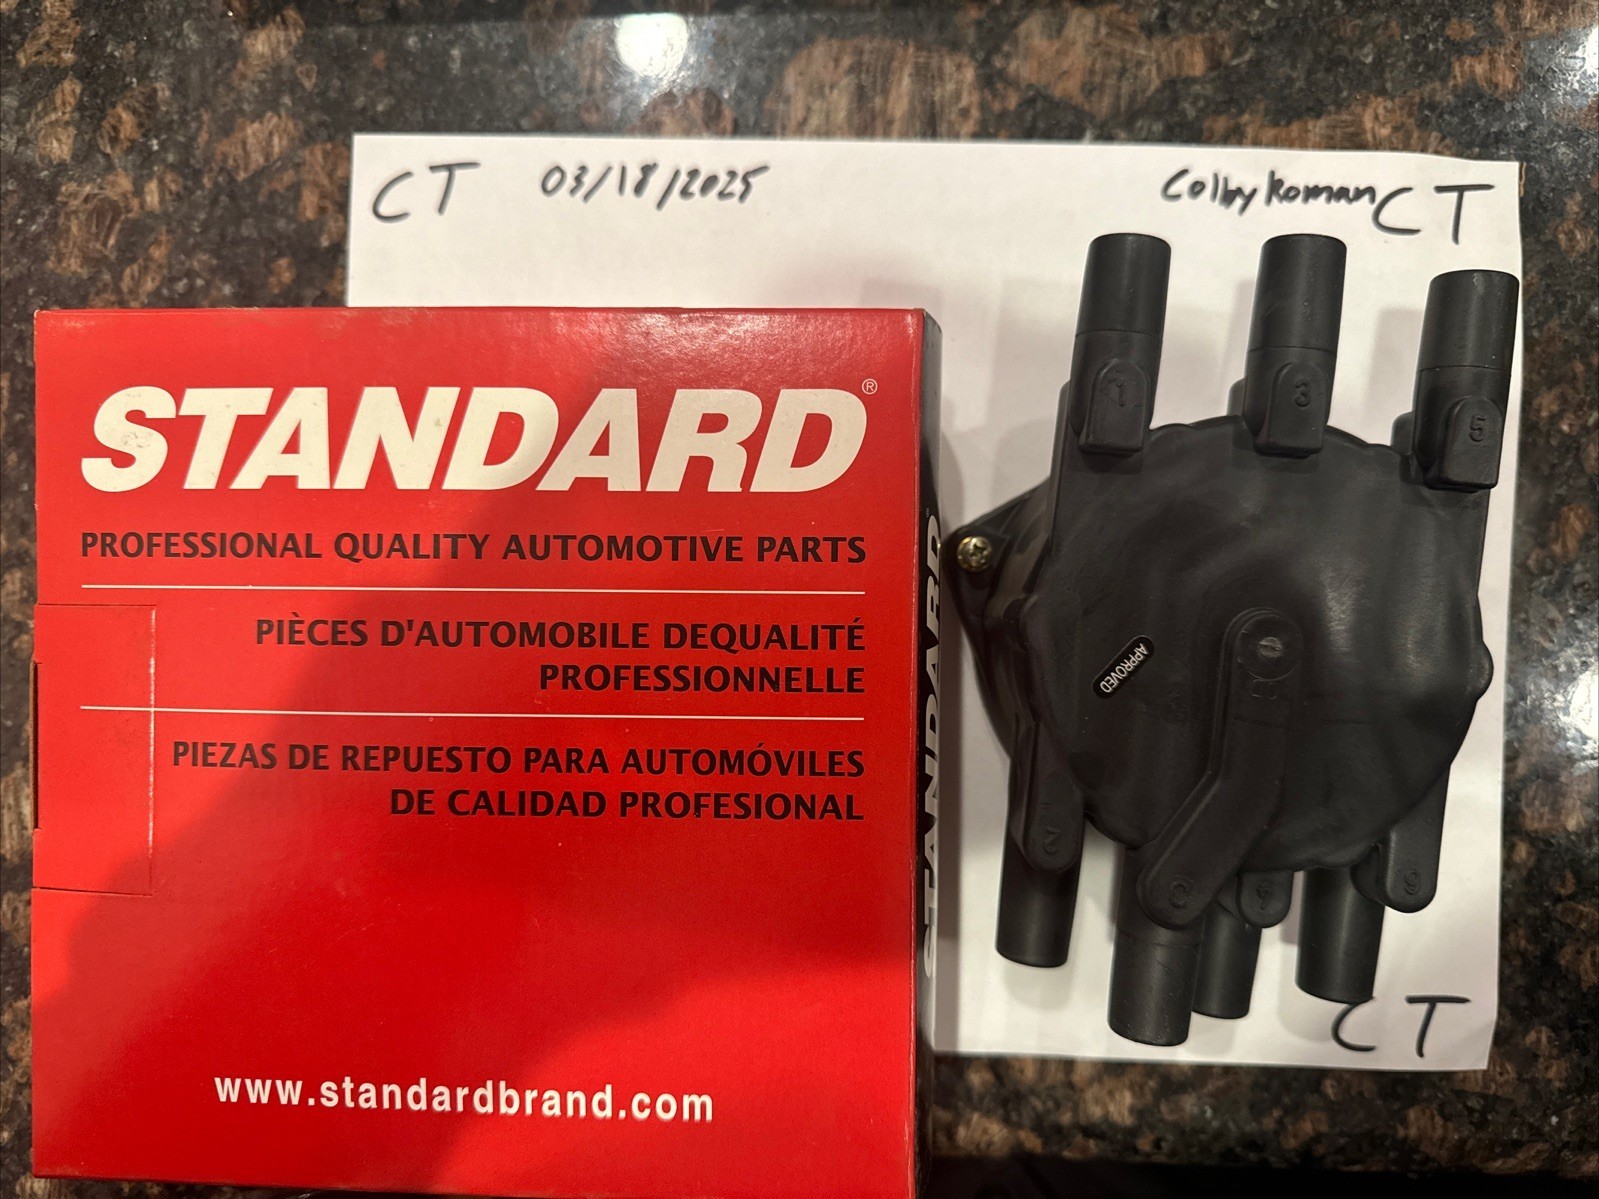 CT 03/18/2025 Colby Roman CT
STANDARD®
PROFESSIONAL QUALITY AUTOMOTIVE PARTS
PIÈCES D'AUTOMOBILE DEQUALITÉ
PROFESSIONNELLE
PIEZAS DE REPUESTO PARA AUTOMÓVILES
DE CALIDAD PROFESIONAL
www.standardbrand.com
STANDARD
1 3 5
APPROVED
2 C 4 6
CT